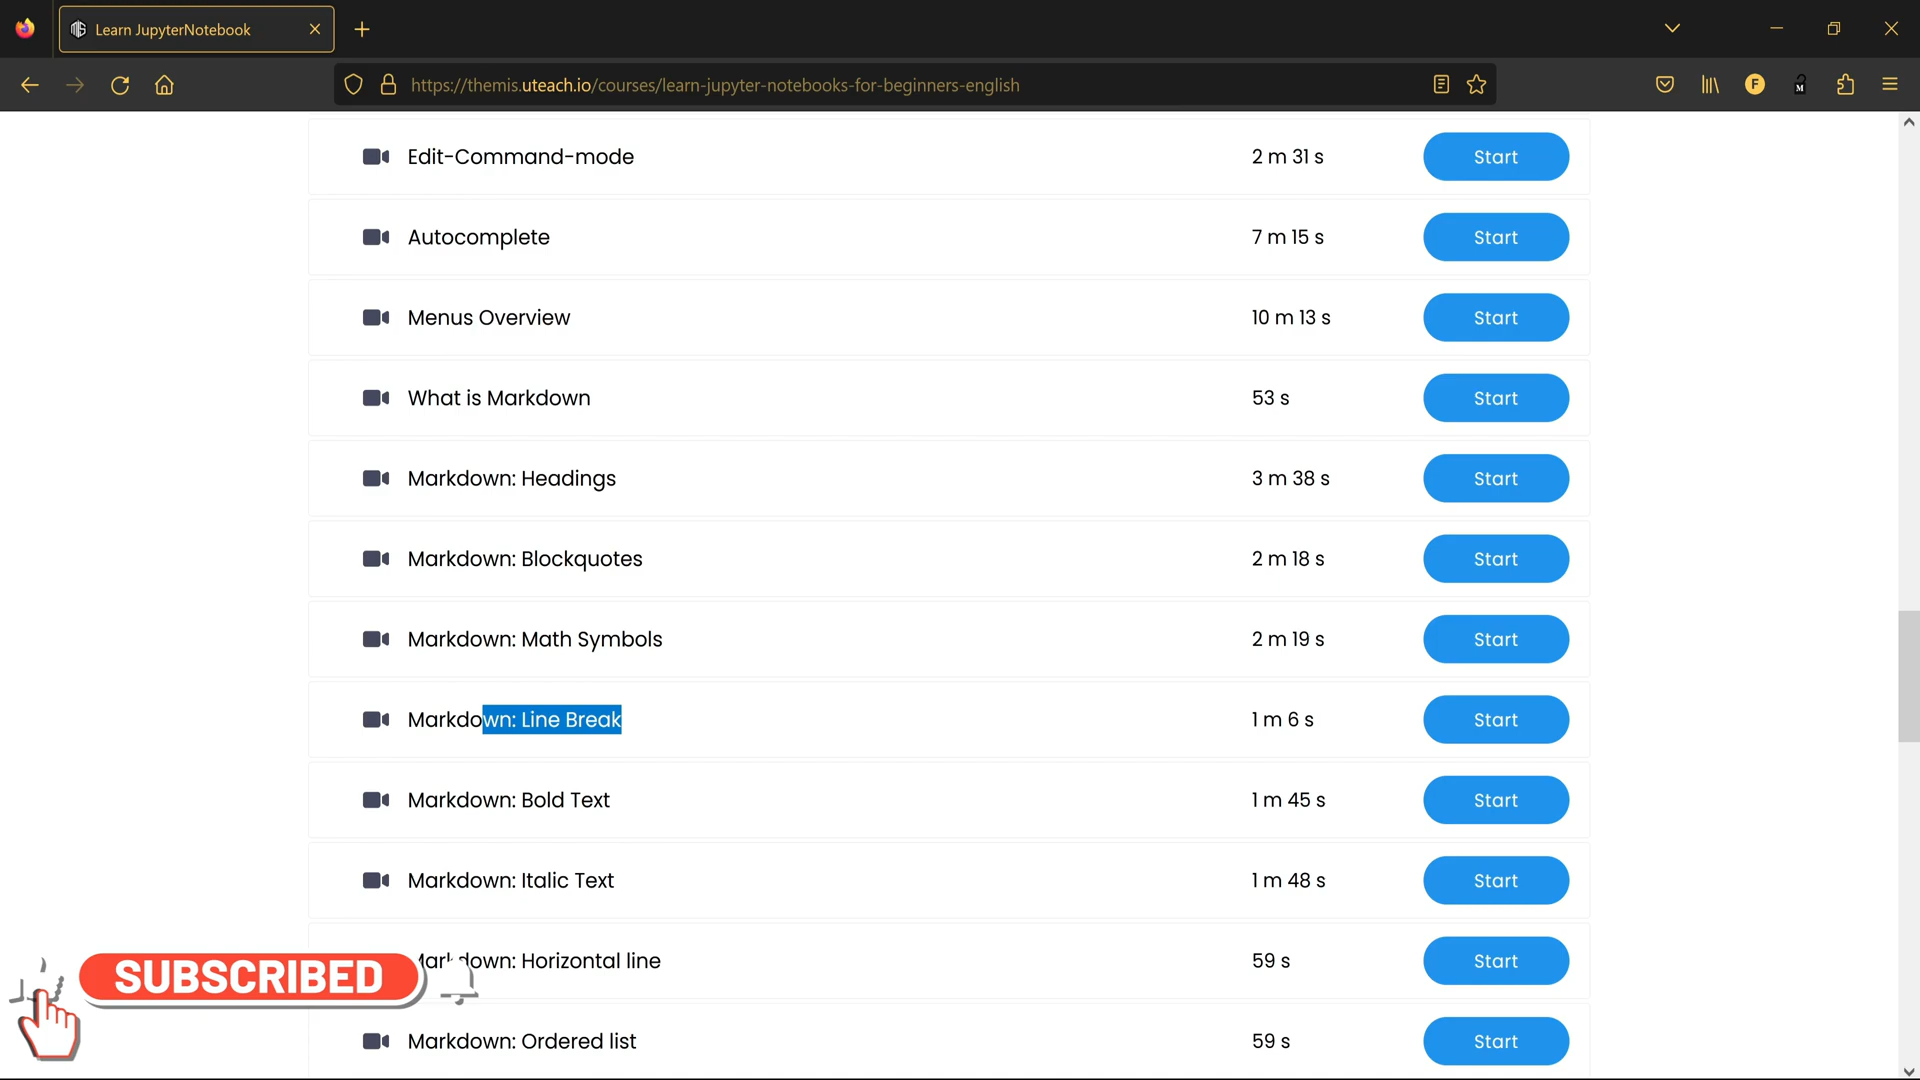 Learn JupyterNotebook
https://themis.uteach.io/courses/learn-jupyter-notebooks-for-beginners-english
F
M
Edit-Command-mode 2 m 31 s Start
Autocomplete 7 m 15 s Start
Menus Overview 10 m 13 s Start
What is Markdown 53 s Start
Markdown: Headings 3 m 38 s Start
Markdown: Blockquotes 2 m 18 s Start
Markdown: Math Symbols 2 m 19 s Start
Markdown: Line Break 1 m 6 s Start
Markdown: Bold Text 1 m 45 s Start
Markdown: Italic Text 1 m 48 s Start
Markdown: Horizontal line 59 s Start
SUBSCRIBED
Markdown: Ordered list 59 s Start